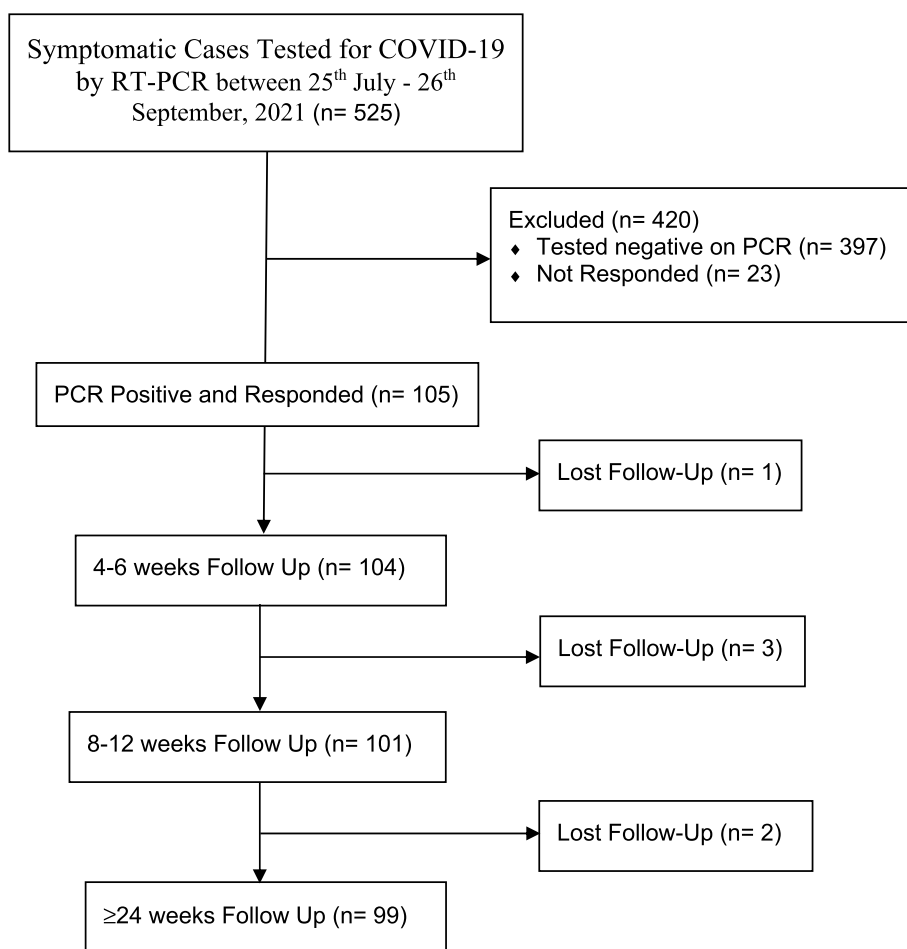 Symptomatic Cases Tested for COVID-19
by RT-PCR between 25th July - 26th
September, 2021 (n= 525)
Excluded (n= 420)
♦ Tested negative on PCR (n= 397)
♦ Not Responded (n= 23)
PCR Positive and Responded (n= 105)
Lost Follow-Up (n= 1)
4-6 weeks Follow Up (n= 104)
Lost Follow-Up (n= 3)
8-12 weeks Follow Up (n= 101)
Lost Follow-Up (n= 2)
≥24 weeks Follow Up (n= 99)